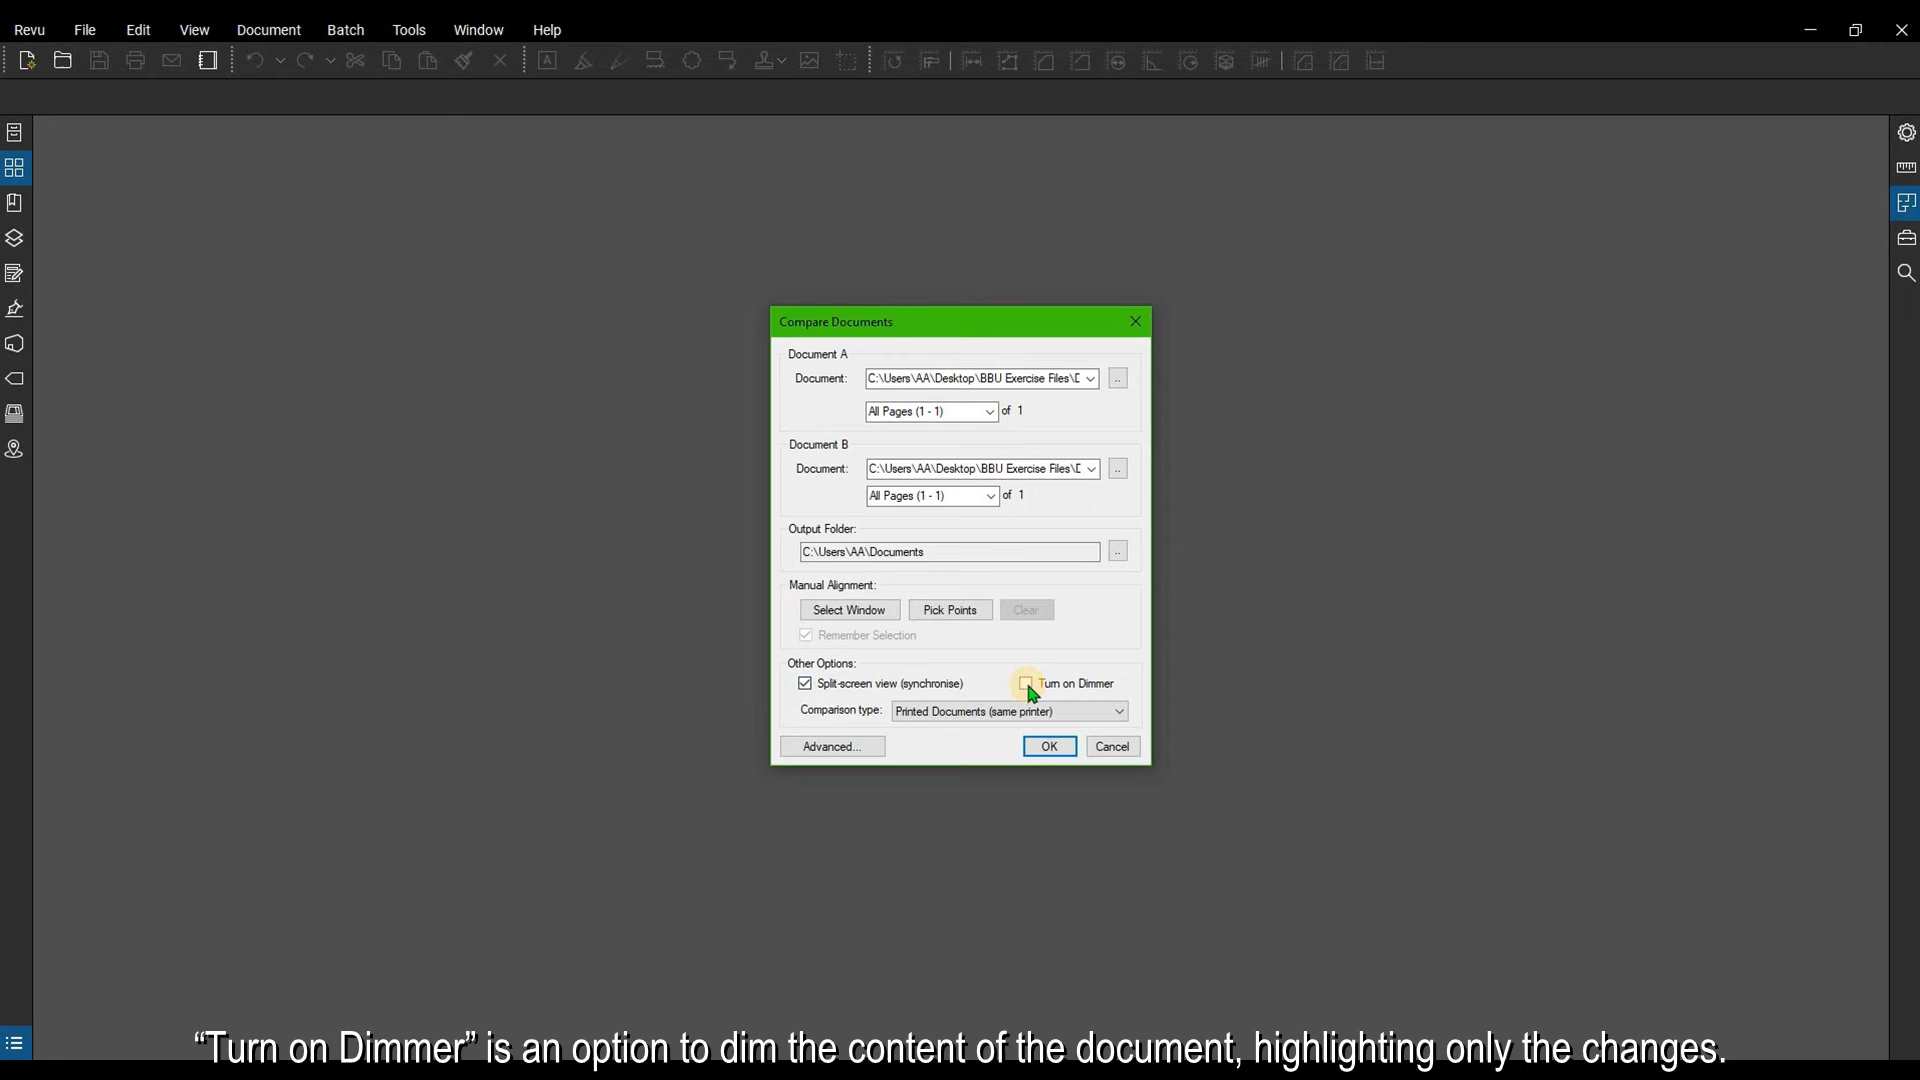 Revu File Edit View Document Batch Tools Window Help
Compare Documents
Document A
Document: C:\Users\AA\Desktop\BBU Exercise Files\D
All Pages (1 - 1) of 1
Document B
Document: C:\Users\AA\Desktop\BBU Exercise Files\D
All Pages (1 - 1) of 1
Output Folder:
C:\Users\AA\Documents
Manual Alignment:
Select Window Pick Points Clear
Remember Selection
Other Options:
Split-screen view (synchronise) Turn on Dimmer
Comparison type: Printed Documents (same printer)
Advanced... OK Cancel
“Turn on Dimmer” is an option to dim the content of the document, highlighting only the changes.